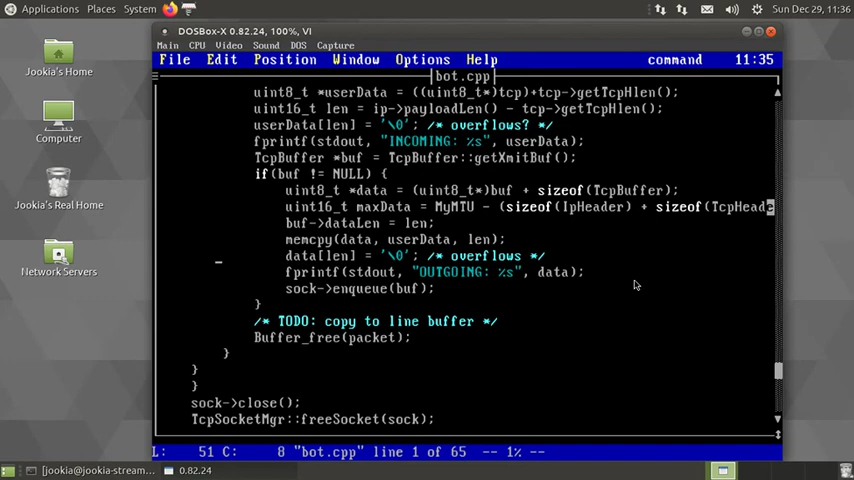 Applications Places System
Sun Dec 29, 11:36
Jookia's Home
Computer
Jookia's Real Home
Network Servers
DOSBox-X 0.82.24, 100%, VI
Main CPU Video Sound DOS Capture
File Edit Position Window Options Help command 11:35
bot.cpp
uint8_t *userData = ((uint8_t*)tcp)+tcp->getTcpHlen();
uint16_t len = ip->payloadLen() - tcp->getTcpHlen();
userData[len] = '\0'; /* overflows? */
fprintf(stdout, "INCOMING: %s", userData);
TcpBuffer *buf = TcpBuffer::getXmitBuf();
if(buf != NULL) {
uint8_t *data = (uint8_t*)buf + sizeof(TcpBuffer);
uint16_t maxData = MyMTU - (sizeof(IpHeader) + sizeof(TcpHeade
buf->dataLen = len;
memcpy(data, userData, len);
data[len] = '\0'; /* overflows */
fprintf(stdout, "OUTGOING: %s", data);
sock->enqueue(buf);
}
/* TODO: copy to line buffer */
Buffer_free(packet);
}
}
}
sock->close();
TcpSocketMgr::freeSocket(sock);
L: 51 C: 8 "bot.cpp" line 1 of 65 -- 1% --
[jookia@jookia-stream... 0.82.24